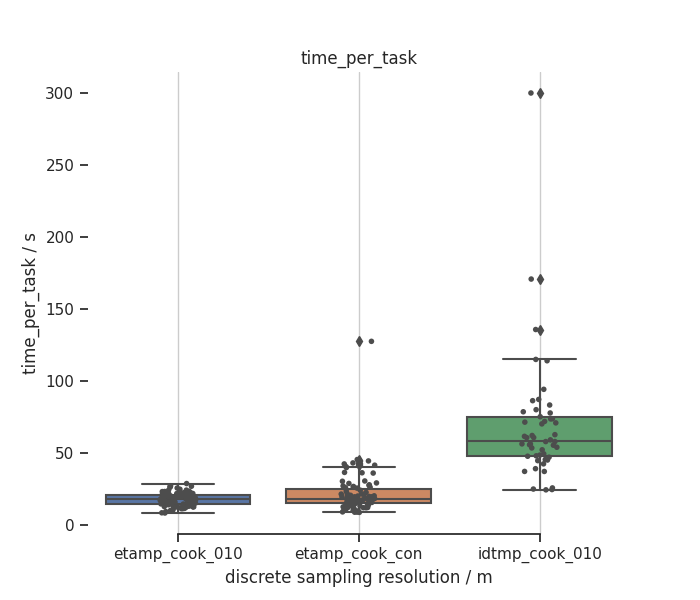 time_per_task
300
250
200
150
100
50
0
time_per_task / s
etamp_cook_010
etamp_cook_con
idtmp_cook_010
discrete sampling resolution / m